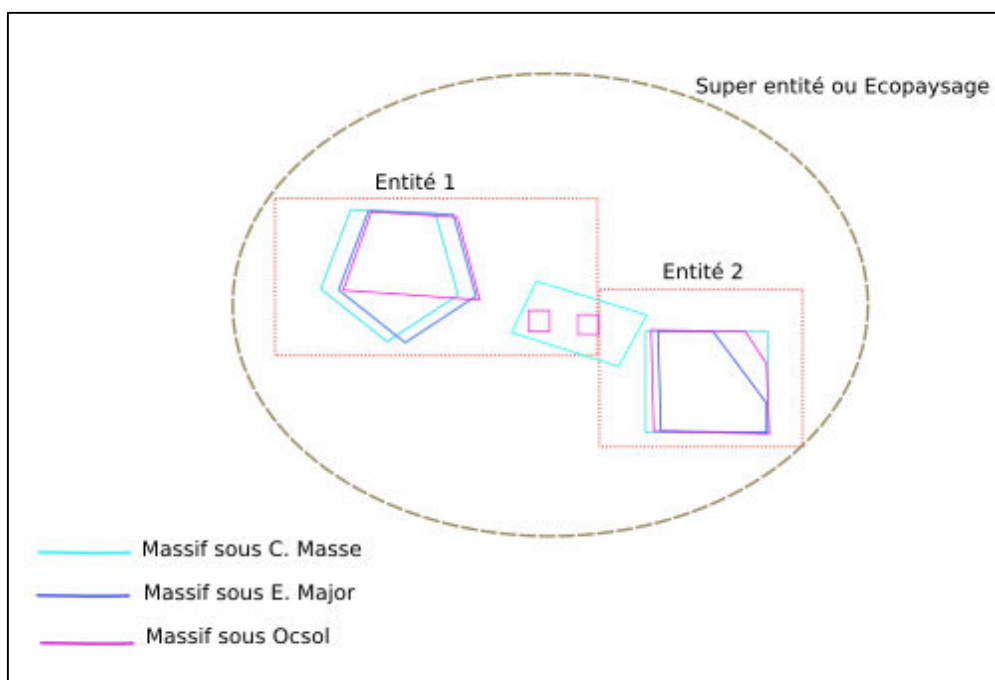 Super entité ou Ecopaysage
Entité 1
Entité 2
Massif sous C. Masse
Massif sous E. Major
Massif sous Ocsol